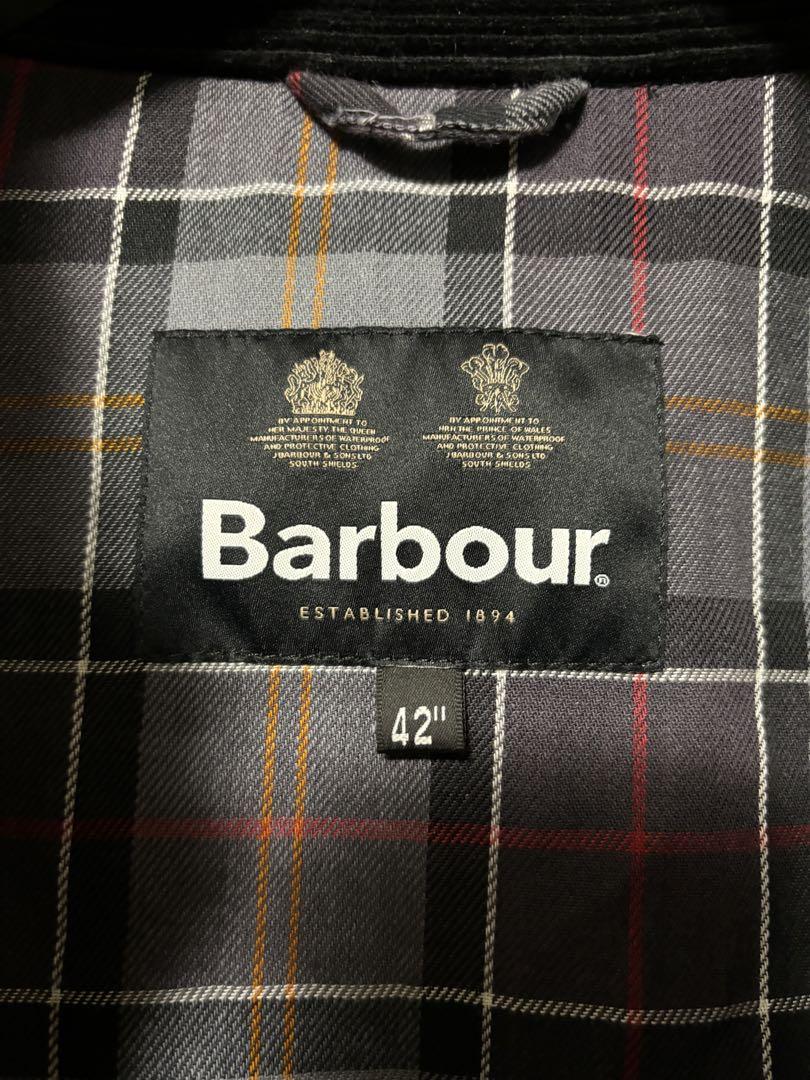 BY APPOINTMENT TO
HER MAJESTY THE QUEEN
MANUFACTURERS OF WATERPROOF
AND PROTECTIVE CLOTHING
J BARBOUR & SONS LTD
SOUTH SHIELDS
BY APPOINTMENT TO
HRH THE PRINCE OF WALES
MANUFACTURERS OF WATERPROOF
AND PROTECTIVE CLOTHING
J BARBOUR & SONS LTD
SOUTH SHIELDS
Barbour®
ESTABLISHED 1894
42"